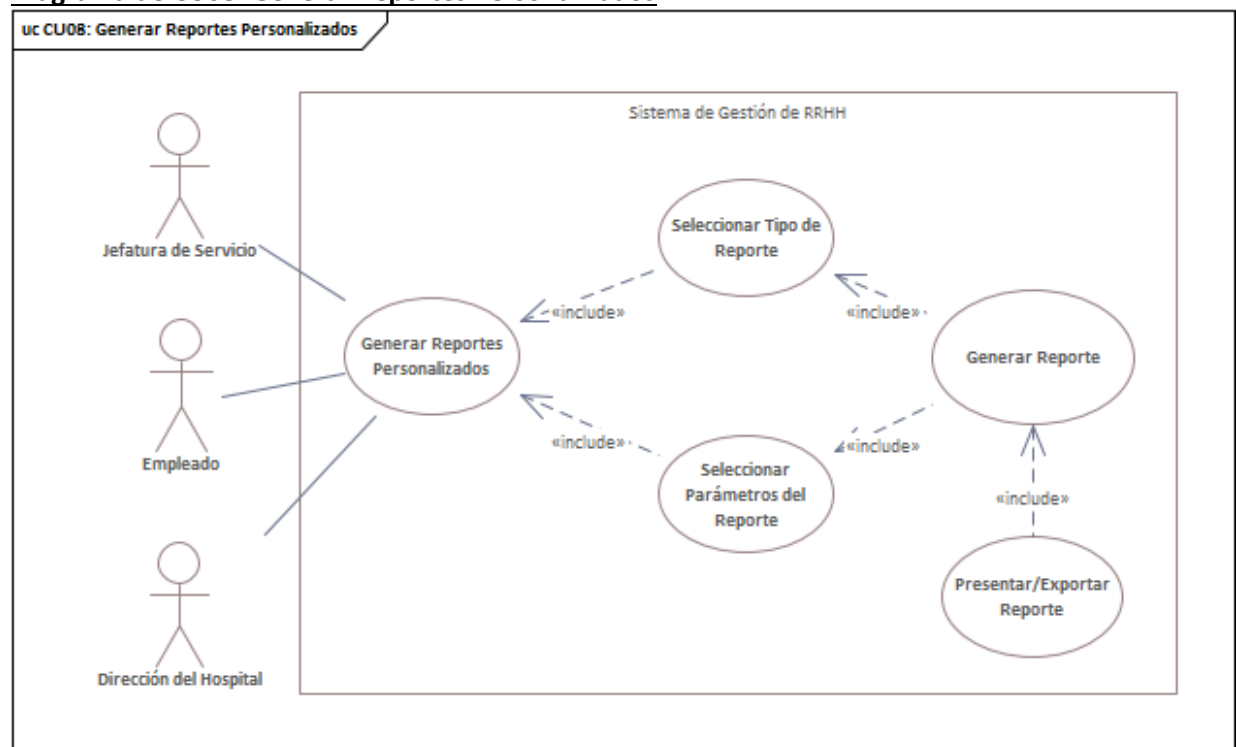 uc CU08: Generar Reportes Personalizados
Sistema de Gestión de RRHH
Jefatura de Servicio
Empleado
Dirección del Hospital
Generar Reportes
Personalizados
Seleccionar Tipo de
Reporte
Seleccionar
Parámetros del
Reporte
Generar Reporte
Presentar/Exportar
Reporte
«include»
«include»
«include»
«include»
«include»